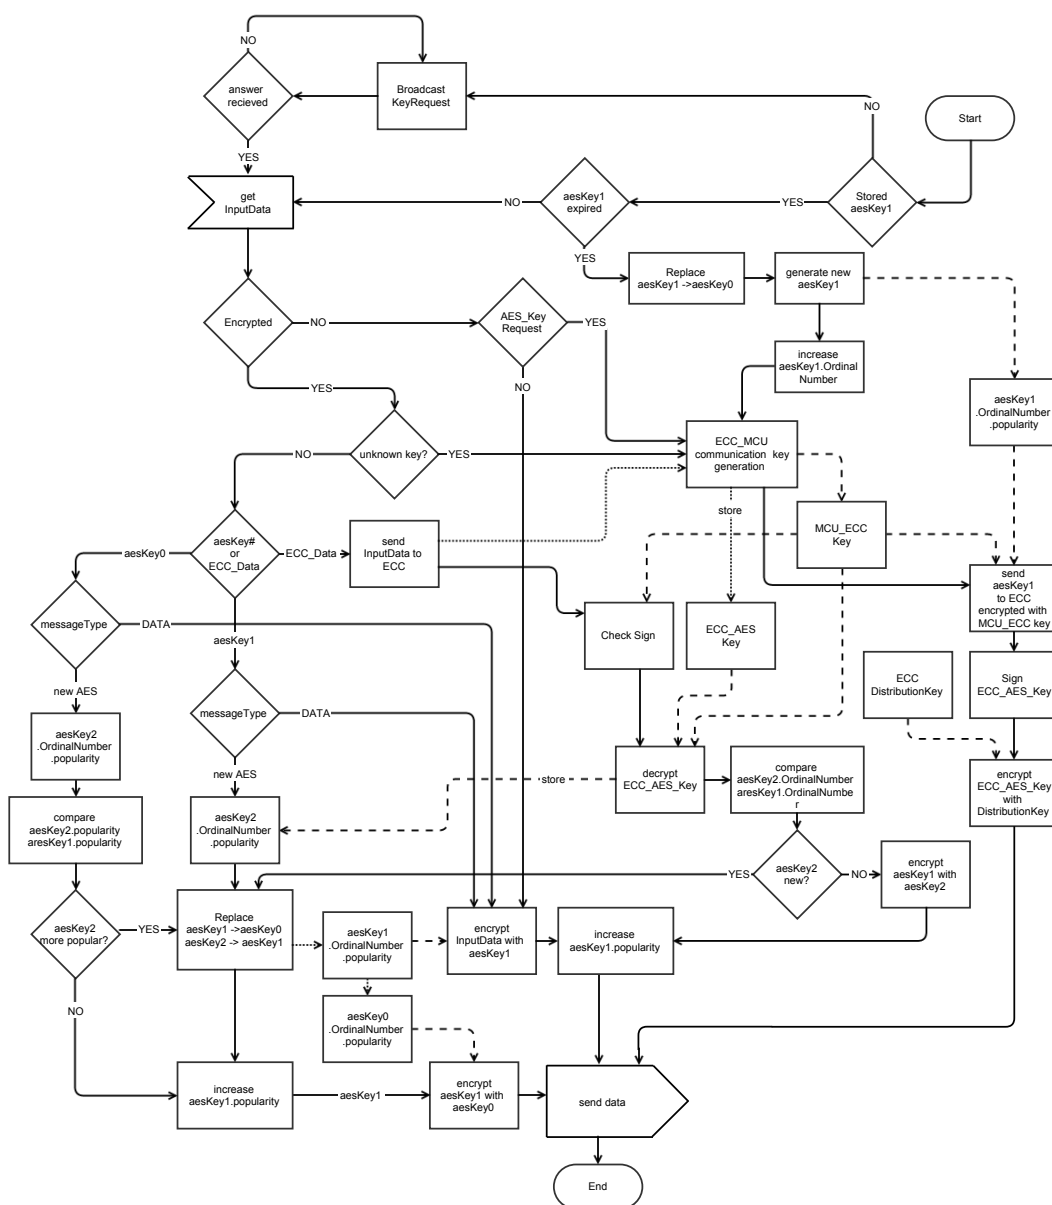 NO
answer
recieved
Broadcast
KeyRequest
NO
Start
YES
get
InputData
NO
aesKey1
expired
YES
Stored
aesKey1
YES
Replace
aesKey1 ->aesKey0
generate new
aesKey1
Encrypted
NO
AES_Key
Request
YES
increase
aesKey1.Ordinal
Number
YES
NO
aesKey1
.OrdinalNumber
.popularity
NO
unknown key?
YES
ECC_MCU
communication key
generation
store
aesKey0
aesKey#
or
ECC_Data
ECC_Data
send
InputData to
ECC
MCU_ECC
Key
send
aesKey1
to ECC
encrypted with
MCU_ECC key
messageType
DATA
aesKey1
Check Sign
ECC_AES
Key
new AES
messageType
DATA
ECC
DistributionKey
Sign
ECC_AES_Key
aesKey2
.OrdinalNumber
.popularity
new AES
store
decrypt
ECC_AES_Key
compare
aesKey2.OrdinalNumber
aresKey1.OrdinalNumbe
r
encrypt
ECC_AES_Key
with
DistributionKey
compare
aesKey2.popularity
aresKey1.popularity
aesKey2
.OrdinalNumber
.popularity
YES
aesKey2
new?
NO
encrypt
aesKey1 with
aesKey2
aesKey2
more popular?
YES
Replace
aesKey1 ->aesKey0
aesKey2 -> aesKey1
aesKey1
.OrdinalNumber
.popularity
encrypt
InputData with
aesKey1
increase
aesKey1.popularity
NO
aesKey0
.OrdinalNumber
.popularity
increase
aesKey1.popularity
aesKey1
encrypt
aesKey1 with
aesKey0
send data
End